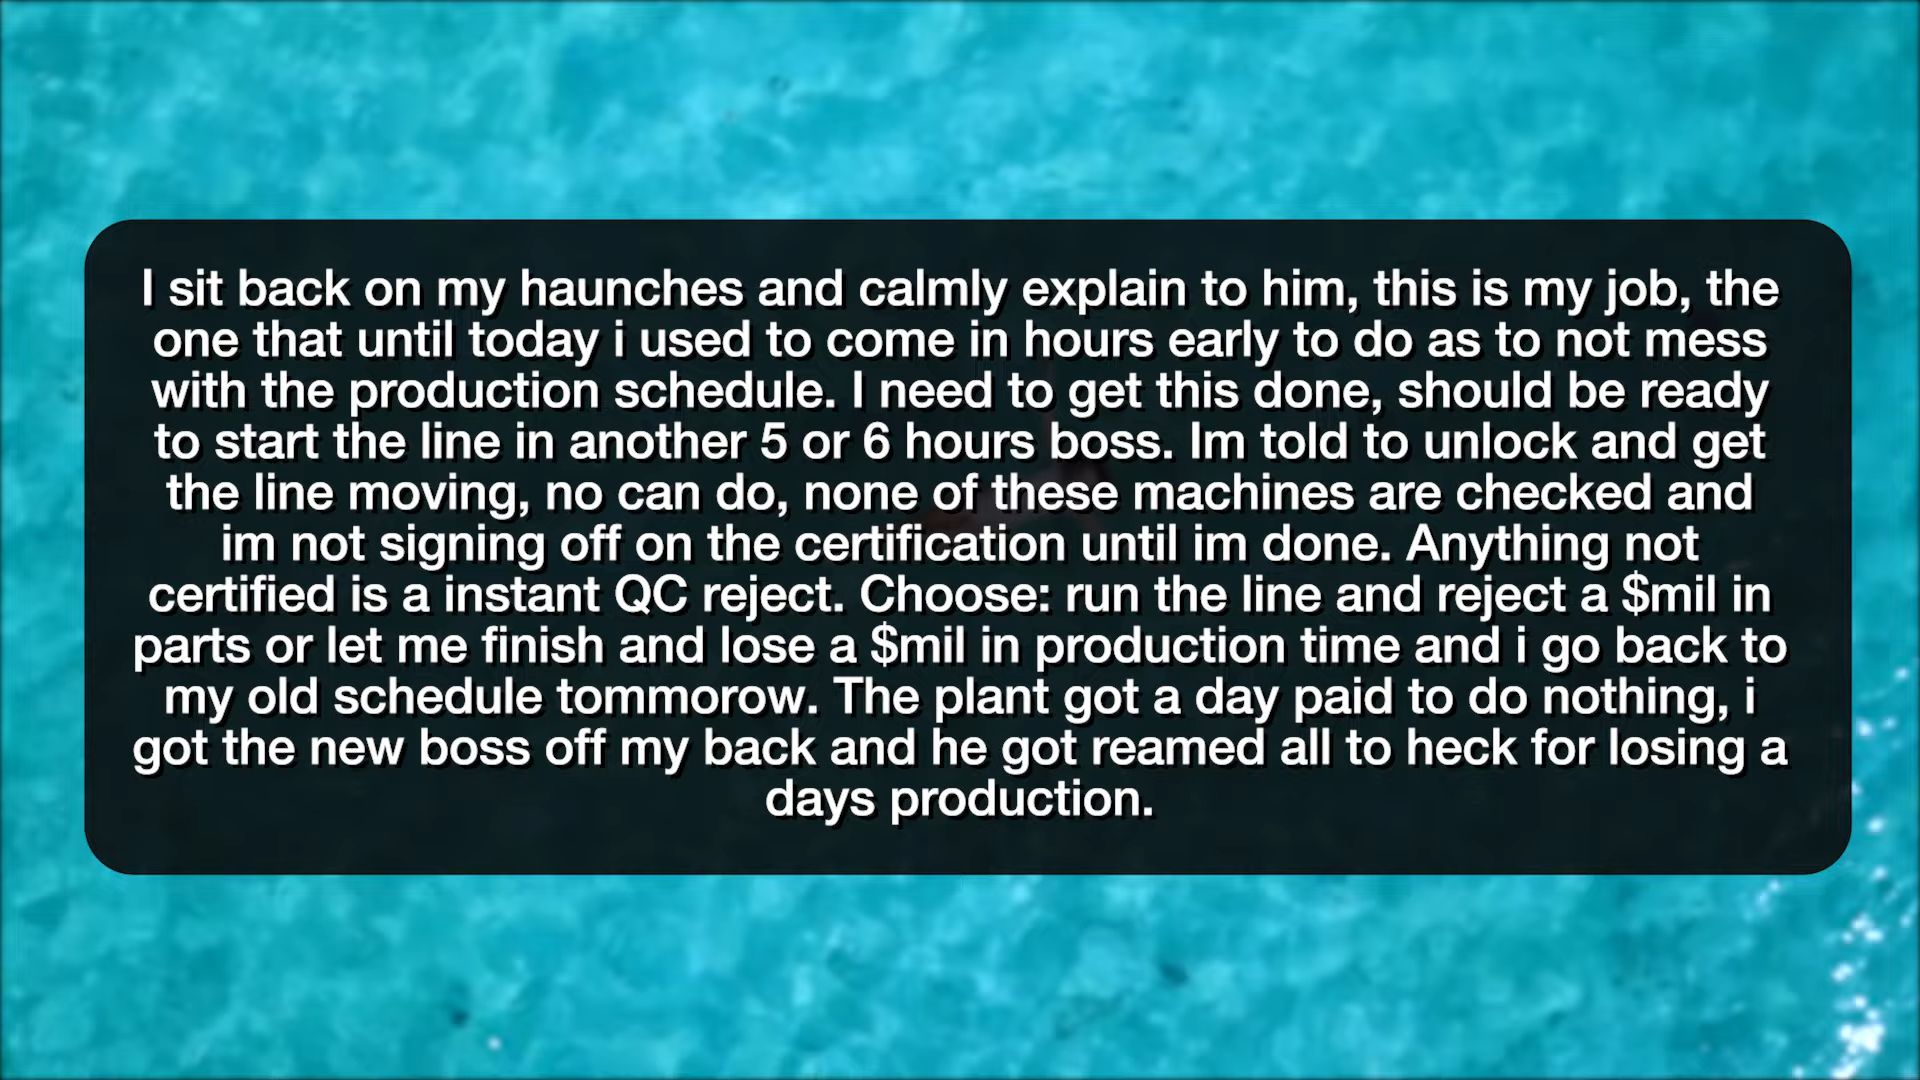 I sit back on my haunches and calmly explain to him, this is my job, the
one that until today i used to come in hours early to do as to not mess
with the production schedule. I need to get this done, should be ready
to start the line in another 5 or 6 hours boss. Im told to unlock and get
the line moving, no can do, none of these machines are checked and
im not signing off on the certification until im done. Anything not
certified is a instant QC reject. Choose: run the line and reject a $mil in
parts or let me finish and lose a $mil in production time and i go back to
my old schedule tommorow. The plant got a day paid to do nothing, i
got the new boss off my back and he got reamed all to heck for losing a
days production.